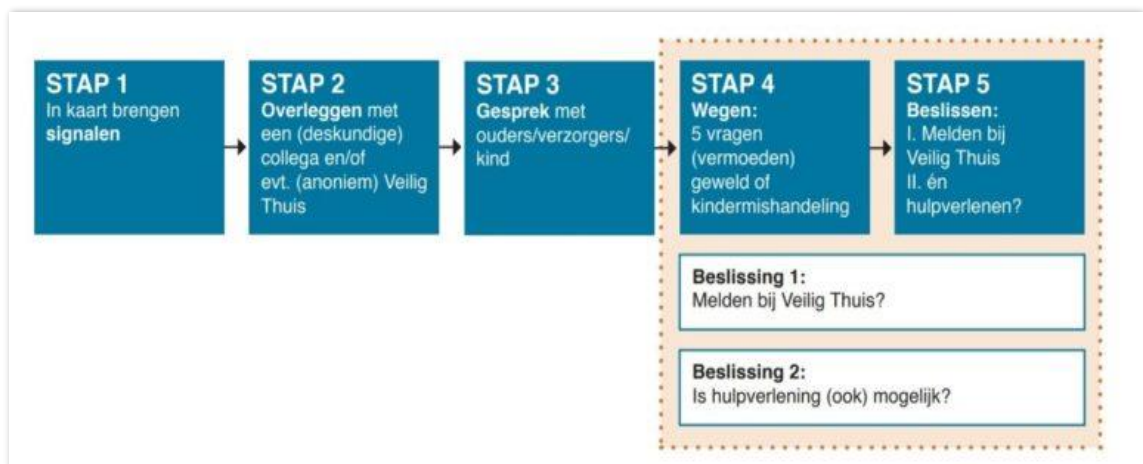 STAP 1
In kaart brengen
signalen
STAP 2
Overleggen met
een (deskundige)
collega en/of
evt. (anoniem) Veilig
Thuis
STAP 3
Gesprek met
ouders/verzorgers/
kind
STAP 4
Wegen:
5 vragen
(vermoeden)
geweld of
kindermishandeling
STAP 5
Beslissen:
I. Melden bij
Veilig Thuis
II. én
hulpverlenen?
Beslissing 1:
Melden bij Veilig Thuis?
Beslissing 2:
Is hulpverlening (ook) mogelijk?